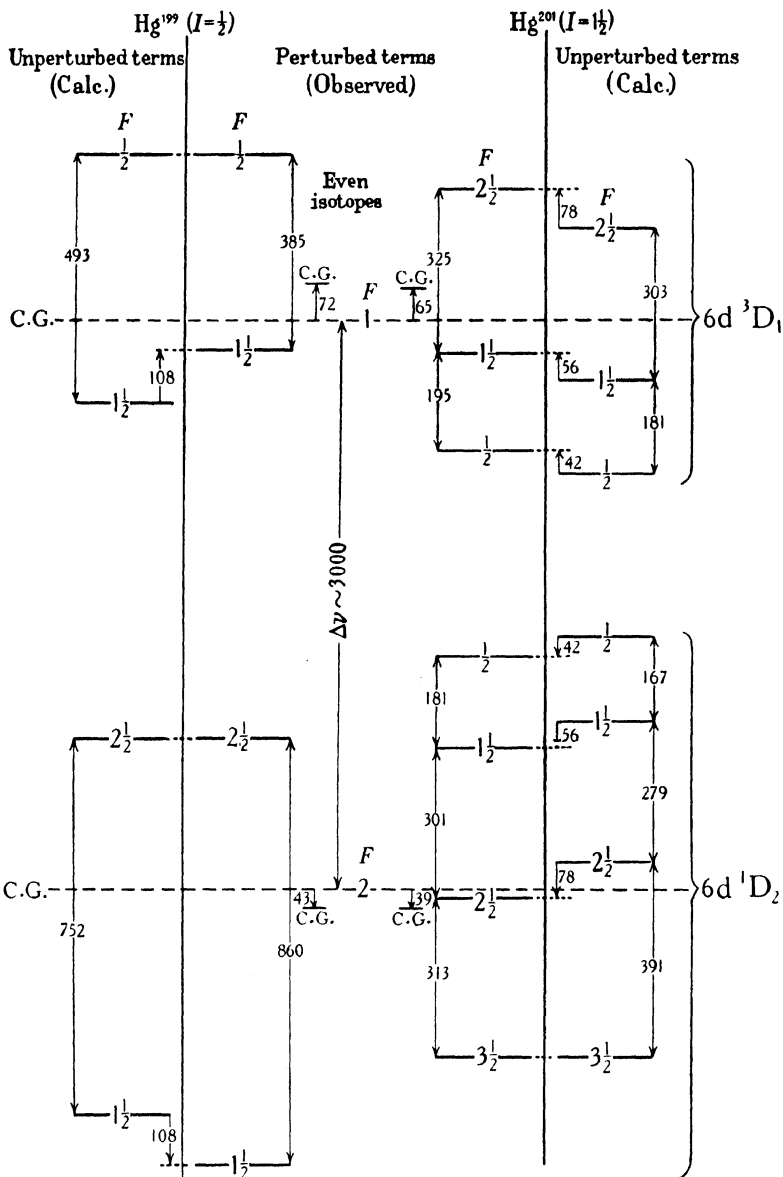 Hg¹⁹⁹ (I=½) Hg²⁰¹ (I=1½)
Unperturbed terms Perturbed terms Unperturbed terms
(Calc.) (Observed) (Calc.)
F F
½ ½
Even
isotopes
F
2½
78
F
2½
493
385
325
C.G.
72
F
C.G.
65
303
C.G. 1 6d ³D₁
1½
1½
56
1½
108
1½
195
181
½
42
½
Δν~3000
½
42
½
181
167
2½ 2½
1½
56
1½
301
279
F
2½
78
C.G. 2 6d ¹D₂
43
C.G.
39
C.G.
2½
752
860
313
391
3½ 3½
1½
108
1½